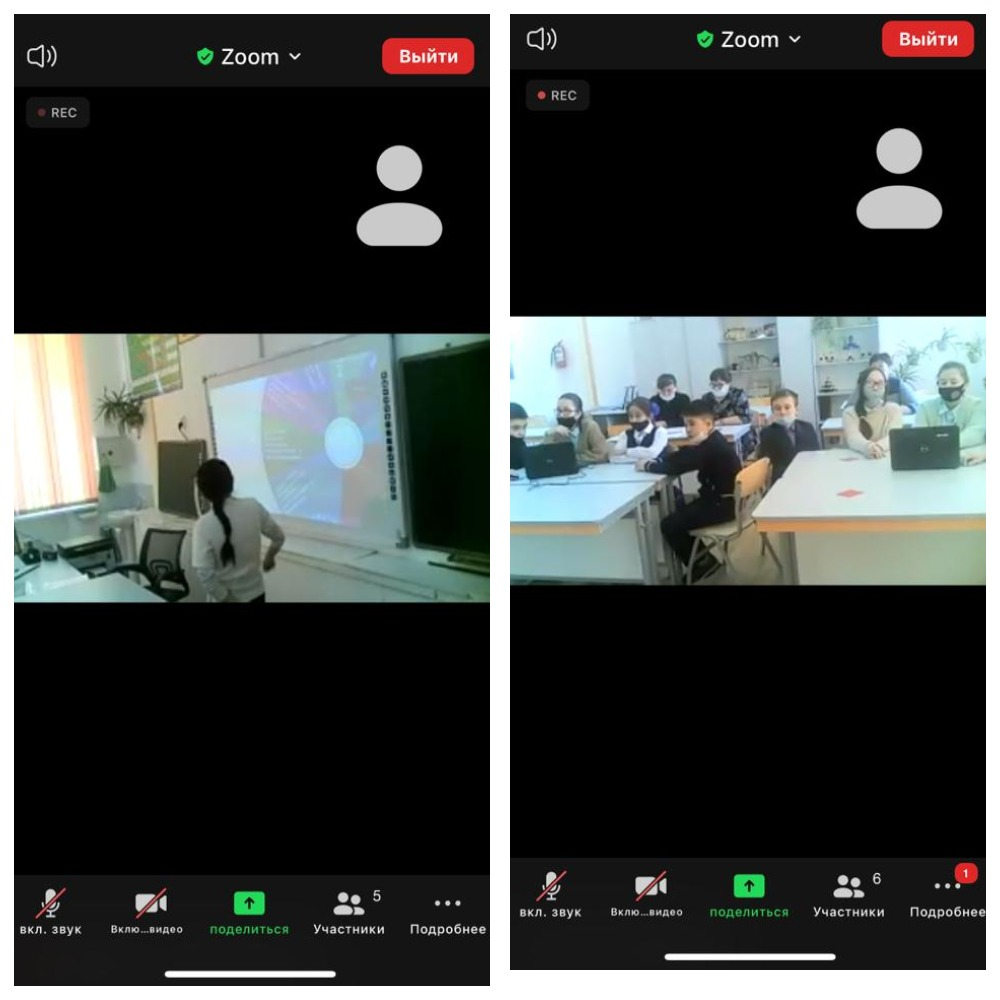 Zoom
Выйти
REC
5
вкл. звук
Вклю...видео
поделиться
Участники
Подробнее
Zoom
Выйти
REC
6
1
вкл. звук
Вклю...видео
поделиться
Участники
Подробнее